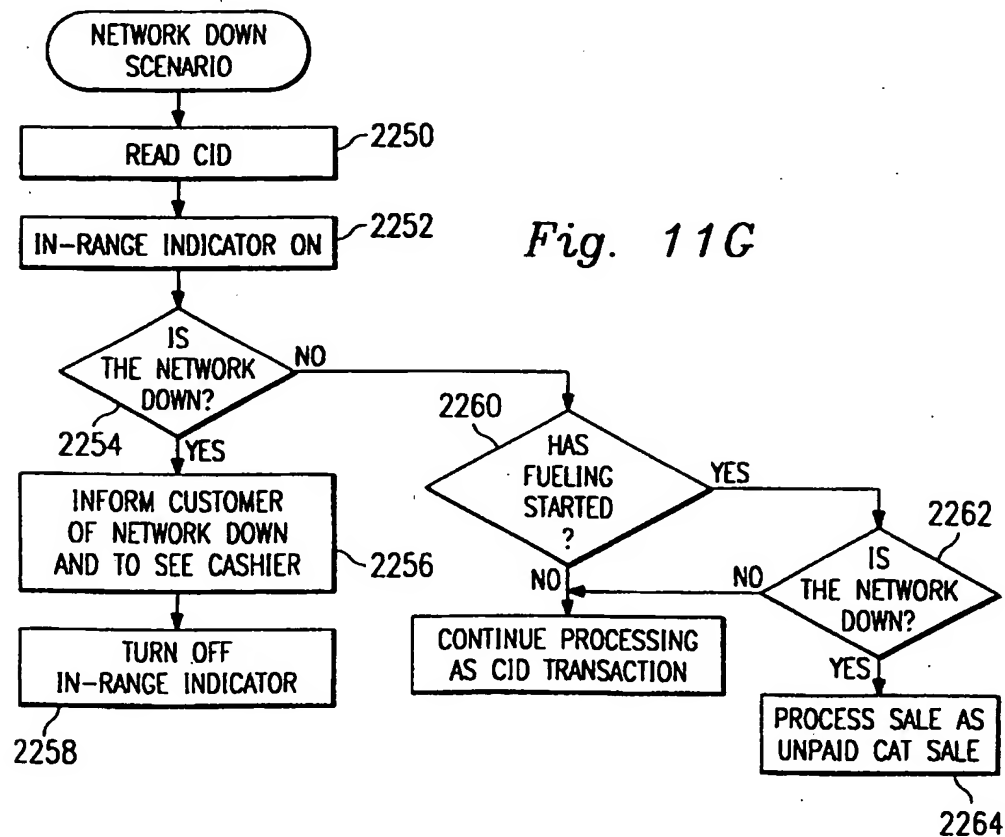 NETWORK DOWN
SCENARIO
READ CID
2250
IN-RANGE INDICATOR ON
2252
Fig. 11G
IS
THE NETWORK
DOWN?
2254
NO
YES
INFORM CUSTOMER
OF NETWORK DOWN
AND TO SEE CASHIER
2256
TURN OFF
IN-RANGE INDICATOR
2258
2260
HAS
FUELING
STARTED
?
YES
NO
CONTINUE PROCESSING
AS CID TRANSACTION
2262
IS
THE NETWORK
DOWN?
NO
YES
PROCESS SALE AS
UNPAID CAT SALE
2264